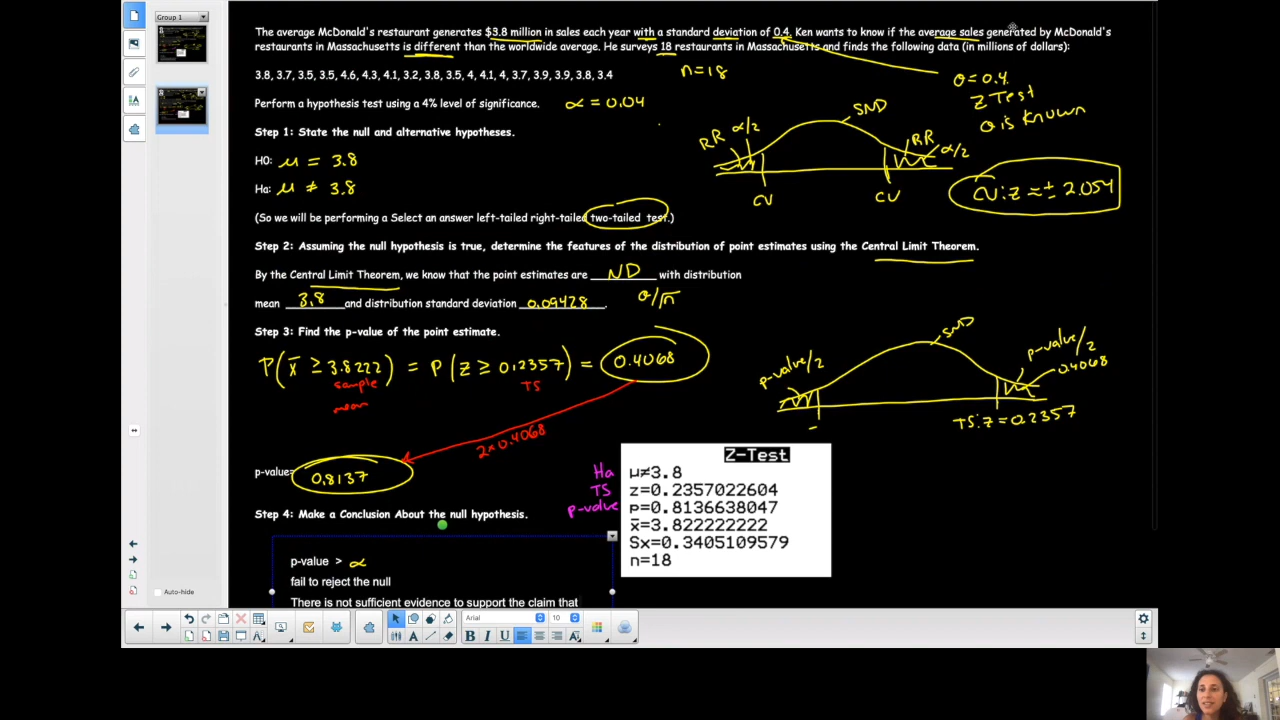 Group 1
The average McDonald's restaurant generates $3.8 million in sales each year with a standard deviation of 0.4. Ken wants to know if the average sales generated by McDonald's
restaurants in Massachusetts is different than the worldwide average. He surveys 18 restaurants in Massachusetts and finds the following data (in millions of dollars):
n=18
3.8, 3.7, 3.5, 3.5, 4.6, 4.3, 4.1, 3.2, 3.8, 3.5, 4, 4.1, 4, 3.7, 3.9, 3.9, 3.8, 3.4
σ=0.4
Z Test
σ is known
Perform a hypothesis test using a 4% level of significance. α = 0.04
SND
RR α/2
RR α/2
CV
CV
CV: z ≈ ± 2.054
Step 1: State the null and alternative hypotheses.
H0: μ = 3.8
Ha: μ ≠ 3.8
(So we will be performing a Select an answer left-tailed right-tailed two-tailed test.)
Step 2: Assuming the null hypothesis is true, determine the features of the distribution of point estimates using the Central Limit Theorem.
By the Central Limit Theorem, we know that the point estimates are ND with distribution
mean 3.8 and distribution standard deviation 0.09428. σ/√n
Step 3: Find the p-value of the point estimate.
P(x̄ ≥ 3.8222) = P(z ≥ 0.2357) = 0.4068
sample
mean
TS
2×0.4068
SND
p-value/2
p-value/2
0.4068
TS: z = 0.2357
p-value= 0.8137
Z-Test
Ha μ≠3.8
TS z=0.2357022604
p-value p=0.8136638047
x̄=3.822222222
Sx=0.3405109579
n=18
Step 4: Make a Conclusion About the null hypothesis.
p-value > α
fail to reject the null
There is not sufficient evidence to support the claim that
Auto-hide
Arial
10
B I U